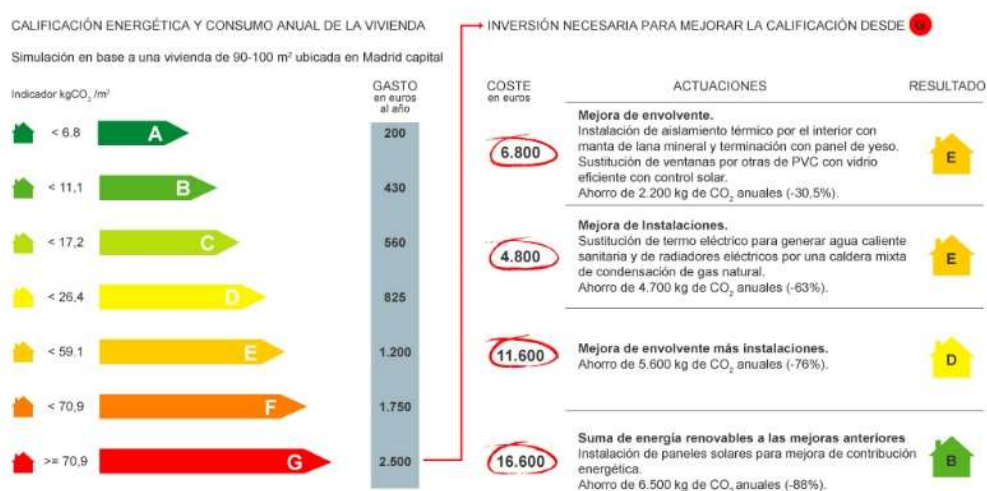 CALIFICACIÓN ENERGÉTICA Y CONSUMO ANUAL DE LA VIVIENDA
Simulación en base a una vivienda de 90-100 m² ubicada en Madrid capital
Indicador kgCO₂ /m²
GASTO
en euros
al año
< 6.8 A 200
< 11,1 B 430
< 17,2 C 560
< 26,4 D 825
< 59.1 E 1.200
< 70,9 F 1.750
>= 70,9 G 2.500
INVERSIÓN NECESARIA PARA MEJORAR LA CALIFICACIÓN DESDE G
COSTE
en euros
ACTUACIONES
RESULTADO
6.800
Mejora de envolvente.
Instalación de aislamiento térmico por el interior con
manta de lana mineral y terminación con panel de yeso.
Sustitución de ventanas por otras de PVC con vidrio
eficiente con control solar.
Ahorro de 2.200 kg de CO₂ anuales (-30,5%).
E
4.800
Mejora de Instalaciones.
Sustitución de termo eléctrico para generar agua caliente
sanitaria y de radiadores eléctricos por una caldera mixta
de condensación de gas natural.
Ahorro de 4.700 kg de CO₂ anuales (-63%).
E
11.600
Mejora de envolvente más instalaciones.
Ahorro de 5.600 kg de CO₂ anuales (-76%).
D
16.600
Suma de energía renovables a las mejoras anteriores
Instalación de paneles solares para mejora de contribución
energética.
Ahorro de 6.500 kg de CO₂ anuales (-88%).
B